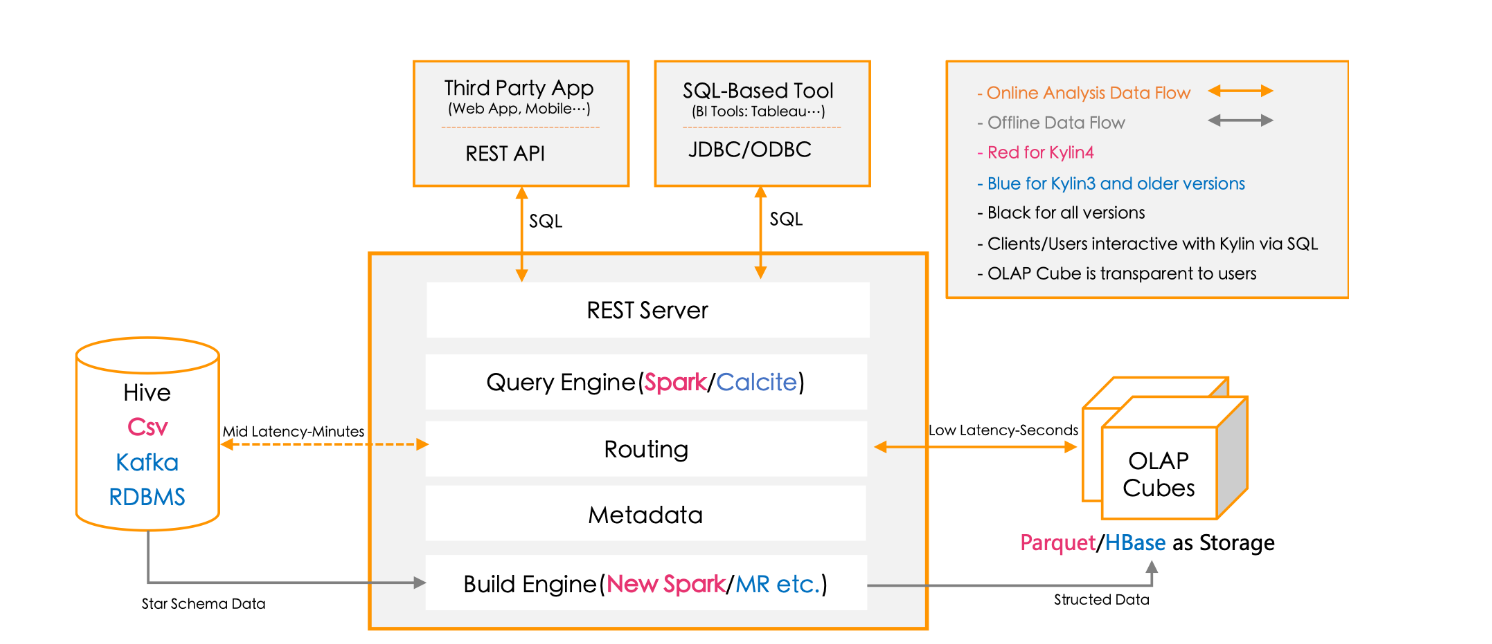 Third Party App
(Web App, Mobile⋯)
REST API
SQL-Based Tool
(BI Tools: Tableau⋯)
JDBC/ODBC
- Online Analysis Data Flow
- Offline Data Flow
- Red for Kylin4
- Blue for Kylin3 and older versions
- Black for all versions
- Clients/Users interactive with Kylin via SQL
- OLAP Cube is transparent to users
SQL
SQL
REST Server
Query Engine(Spark/Calcite)
Routing
Metadata
Build Engine(New Spark/MR etc.)
Hive
Csv
Kafka
RDBMS
Mid Latency-Minutes
Star Schema Data
Low Latency-Seconds
OLAP
Cubes
Parquet/HBase as Storage
Structed Data